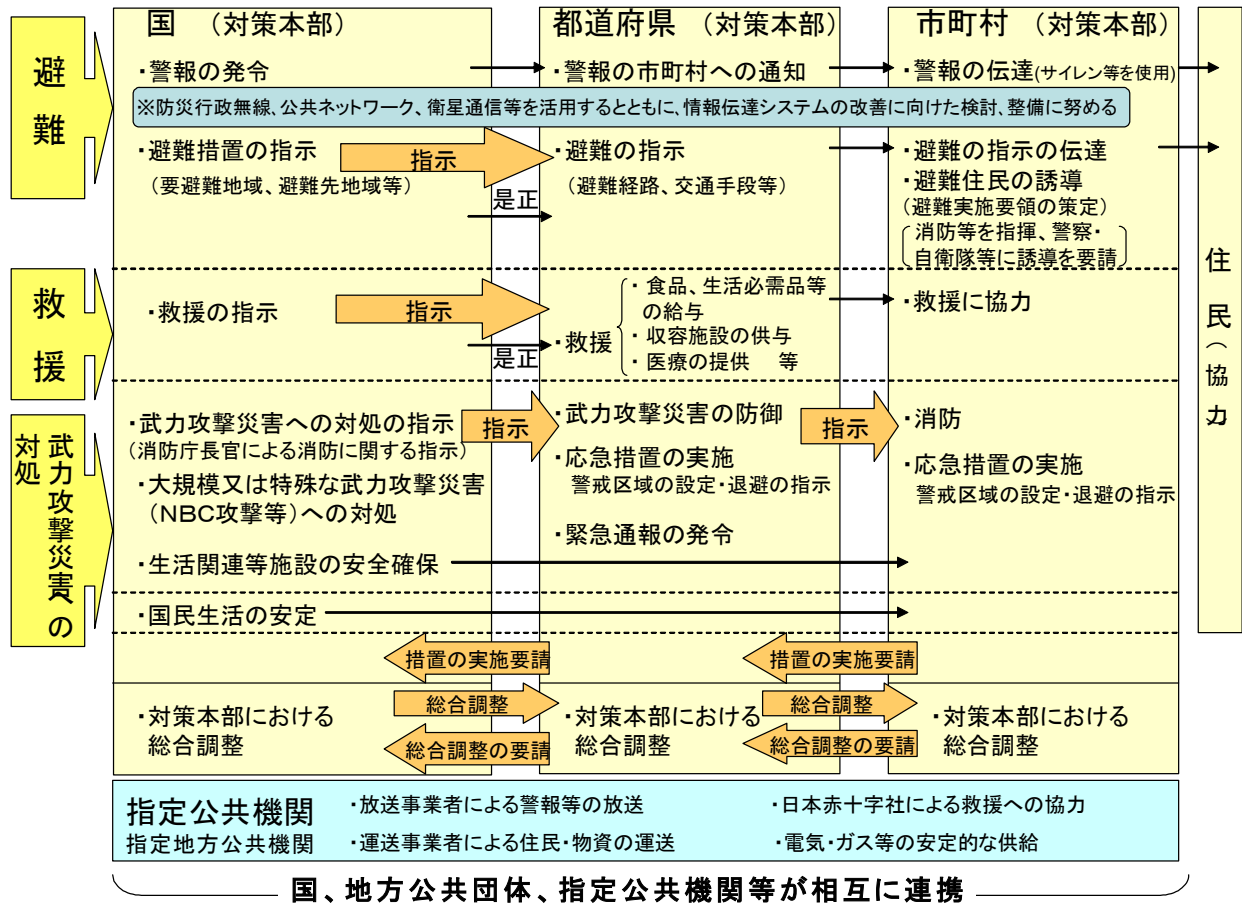 避難
国 (対策本部)
都道府県 (対策本部)
市町村 (対策本部)
・警報の発令
・警報の市町村への通知
・警報の伝達(サイレン等を使用)
※防災行政無線、公共ネットワーク、衛星通信等を活用するとともに、情報伝達システムの改善に向けた検討、整備に努める
・避難措置の指示
(要避難地域、避難先地域等)
指示
是正
・避難の指示
(避難経路、交通手段等)
・避難の指示の伝達
・避難住民の誘導
(避難実施要領の策定)
消防等を指揮、警察・
自衛隊等に誘導を要請
住民(協力)
救援
・救援の指示
指示
是正
・救援
・食品、生活必需品等
の給与
・収容施設の供与
・医療の提供 等
・救援に協力
武力攻撃災害への
対処
・武力攻撃災害への対処の指示
(消防庁長官による消防に関する指示)
・大規模又は特殊な武力攻撃災害
(NBC攻撃等)への対処
指示
・武力攻撃災害の防御
・応急措置の実施
警戒区域の設定・退避の指示
・緊急通報の発令
指示
・消防
・応急措置の実施
警戒区域の設定・退避の指示
・生活関連等施設の安全確保
・国民生活の安定
措置の実施要請
措置の実施要請
・対策本部における
総合調整
総合調整
総合調整の要請
・対策本部における
総合調整
総合調整
総合調整の要請
・対策本部における
総合調整
指定公共機関
指定地方公共機関
・放送事業者による警報等の放送
・日本赤十字社による救援への協力
・運送事業者による住民・物資の運送
・電気・ガス等の安定的な供給
国、地方公共団体、指定公共機関等が相互に連携